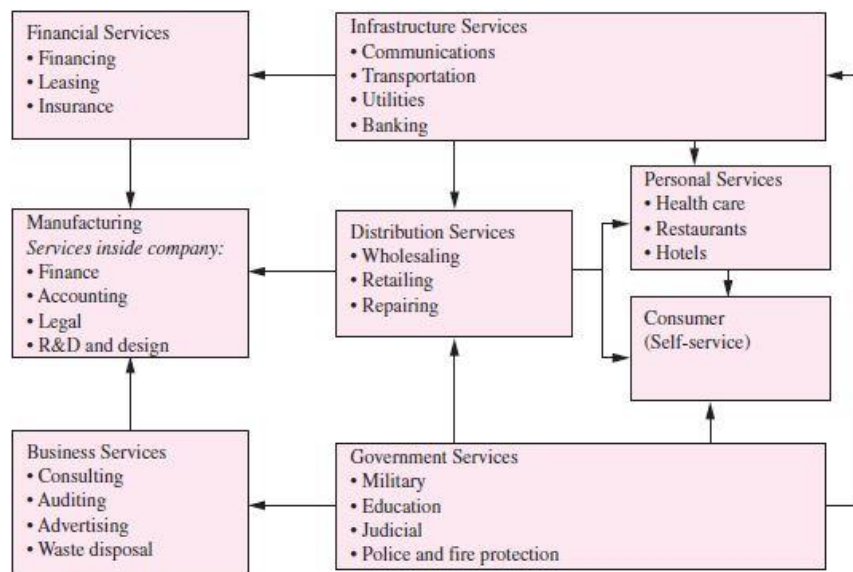 Financial Services
• Financing
• Leasing
• Insurance
Infrastructure Services
• Communications
• Transportation
• Utilities
• Banking
Manufacturing
Services inside company:
• Finance
• Accounting
• Legal
• R&D and design
Distribution Services
• Wholesaling
• Retailing
• Repairing
Personal Services
• Health care
• Restaurants
• Hotels
Consumer
(Self-service)
Business Services
• Consulting
• Auditing
• Advertising
• Waste disposal
Government Services
• Military
• Education
• Judicial
• Police and fire protection